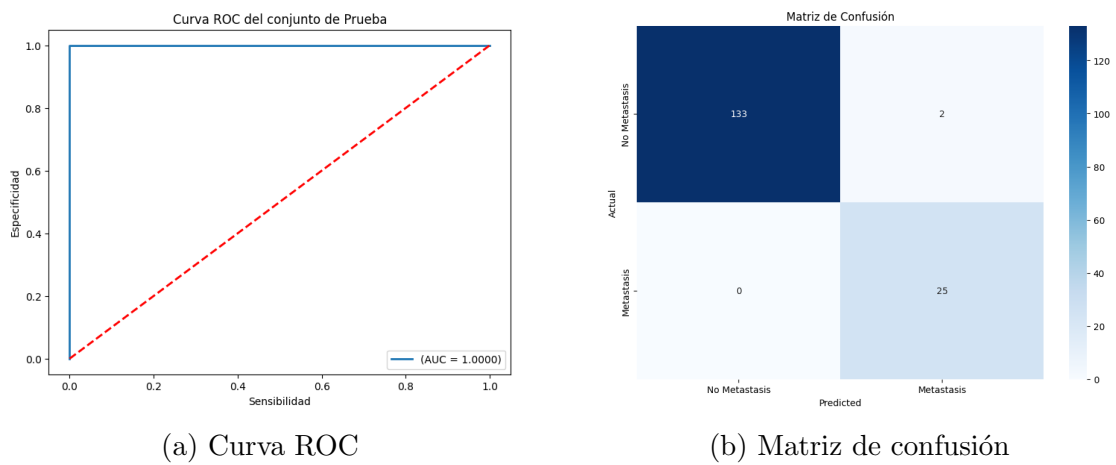 Curva ROC del conjunto de Prueba
1.0
0.8
0.6
0.4
0.2
0.0
Especificidad
(AUC = 1.0000)
0.0 0.2 0.4 0.6 0.8 1.0
Sensibilidad
(a) Curva ROC
Matriz de Confusión
No Metastasis
Metastasis
Actual
133 2
0 25
No Metastasis Metastasis
Predicted
120
100
80
60
40
20
0
(b) Matriz de confusión